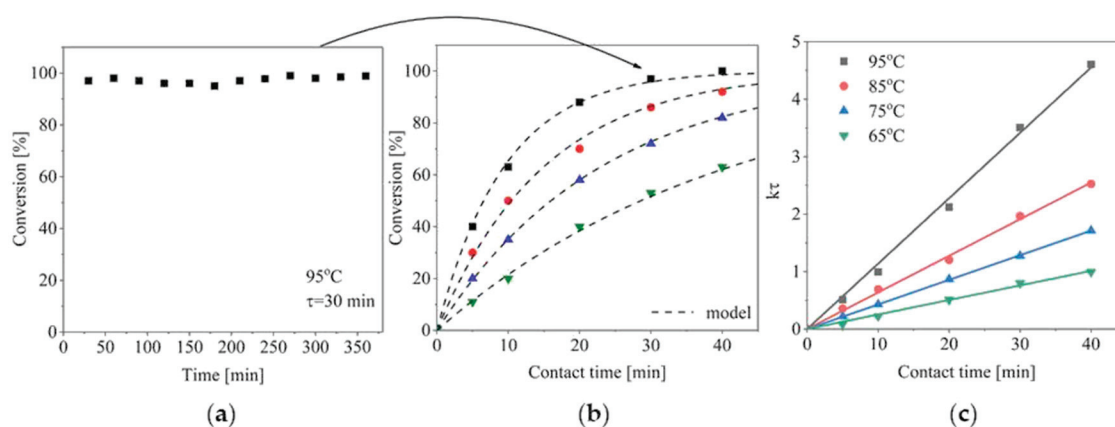 Conversion [%]
100
80
60
40
20
0
95°C
τ=30 min
0 50 100 150 200 250 300 350
Time [min]
(a)
Conversion [%]
100
80
60
40
20
0
model
0 10 20 30 40
Contact time [min]
(b)
kτ
5
4
3
2
1
0
95°C
85°C
75°C
65°C
0 10 20 30 40
Contact time [min]
(c)